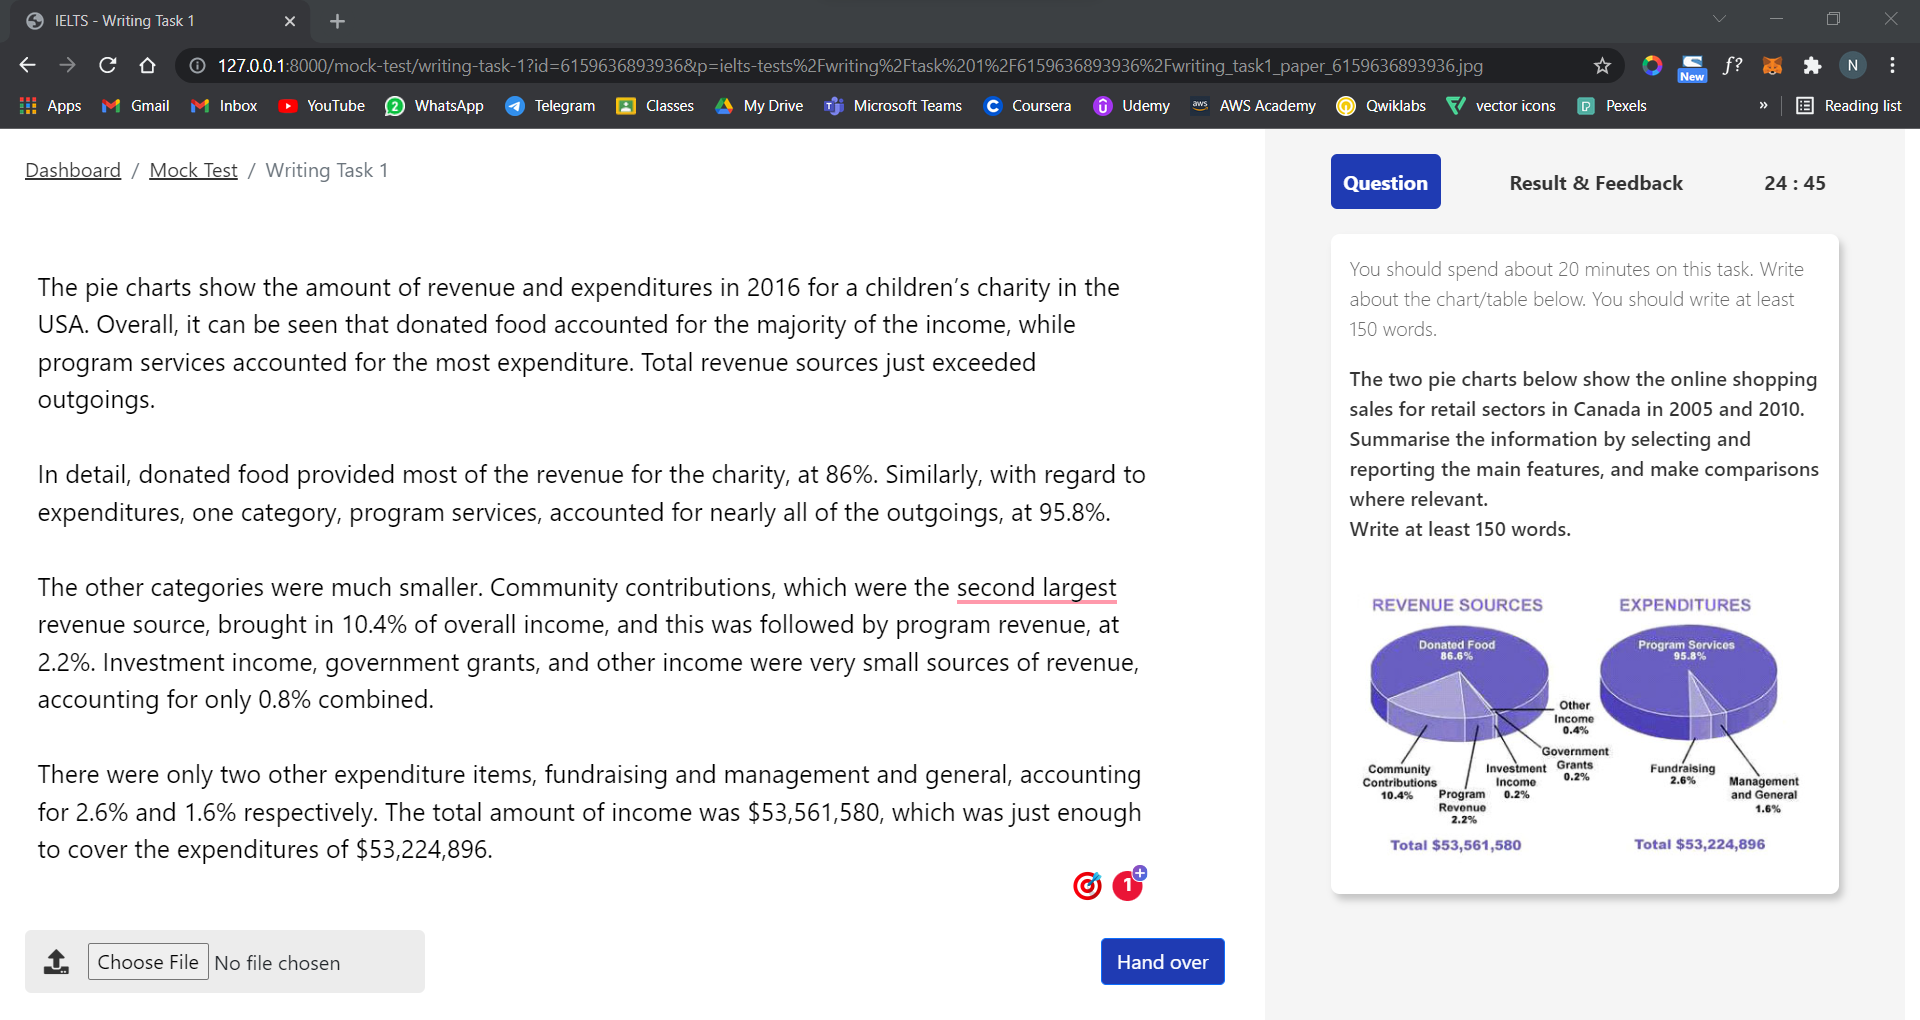 IELTS - Writing Task 1
127.0.0.1:8000/mock-test/writing-task-1?id=6159636893936&p=ielts-tests%2Fwriting%2Ftask%201%2F6159636893936%2Fwriting_task1_paper_6159636893936.jpg
New
f?
N
Apps
Gmail
Inbox
YouTube
2
WhatsApp
Telegram
Classes
My Drive
Microsoft Teams
Coursera
Udemy
aws
AWS Academy
Qwiklabs
vector icons
Pexels
»
Reading list
Dashboard / Mock Test / Writing Task 1
The pie charts show the amount of revenue and expenditures in 2016 for a children’s charity in the
USA. Overall, it can be seen that donated food accounted for the majority of the income, while
program services accounted for the most expenditure. Total revenue sources just exceeded
outgoings.
In detail, donated food provided most of the revenue for the charity, at 86%. Similarly, with regard to
expenditures, one category, program services, accounted for nearly all of the outgoings, at 95.8%.
The other categories were much smaller. Community contributions, which were the second largest
revenue source, brought in 10.4% of overall income, and this was followed by program revenue, at
2.2%. Investment income, government grants, and other income were very small sources of revenue,
accounting for only 0.8% combined.
There were only two other expenditure items, fundraising and management and general, accounting
for 2.6% and 1.6% respectively. The total amount of income was $53,561,580, which was just enough
to cover the expenditures of $53,224,896.
1
Choose File No file chosen
Hand over
Question
Result & Feedback
24 : 45
You should spend about 20 minutes on this task. Write
about the chart/table below. You should write at least
150 words.
The two pie charts below show the online shopping
sales for retail sectors in Canada in 2005 and 2010.
Summarise the information by selecting and
reporting the main features, and make comparisons
where relevant.
Write at least 150 words.
REVENUE SOURCES
Donated Food
86.6%
Other
Income
0.4%
Government
Grants
0.2%
Investment
Income
0.2%
Program
Revenue
2.2%
Community
Contributions
10.4%
Total $53,561,580
EXPENDITURES
Program Services
95.8%
Fundraising
2.6%
Management
and General
1.6%
Total $53,224,896